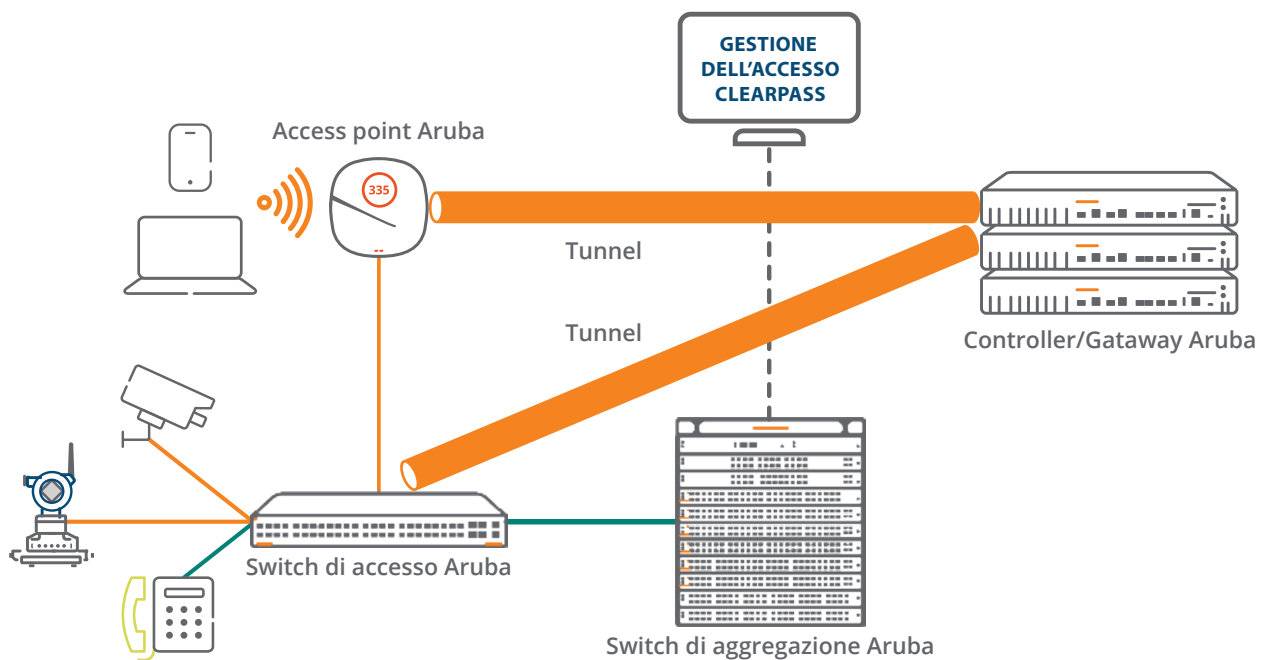 GESTIONE
DELL'ACCESSO
CLEARPASS
Access point Aruba
335
Tunnel
Tunnel
Controller/Gataway Aruba
Switch di accesso Aruba
Switch di aggregazione Aruba